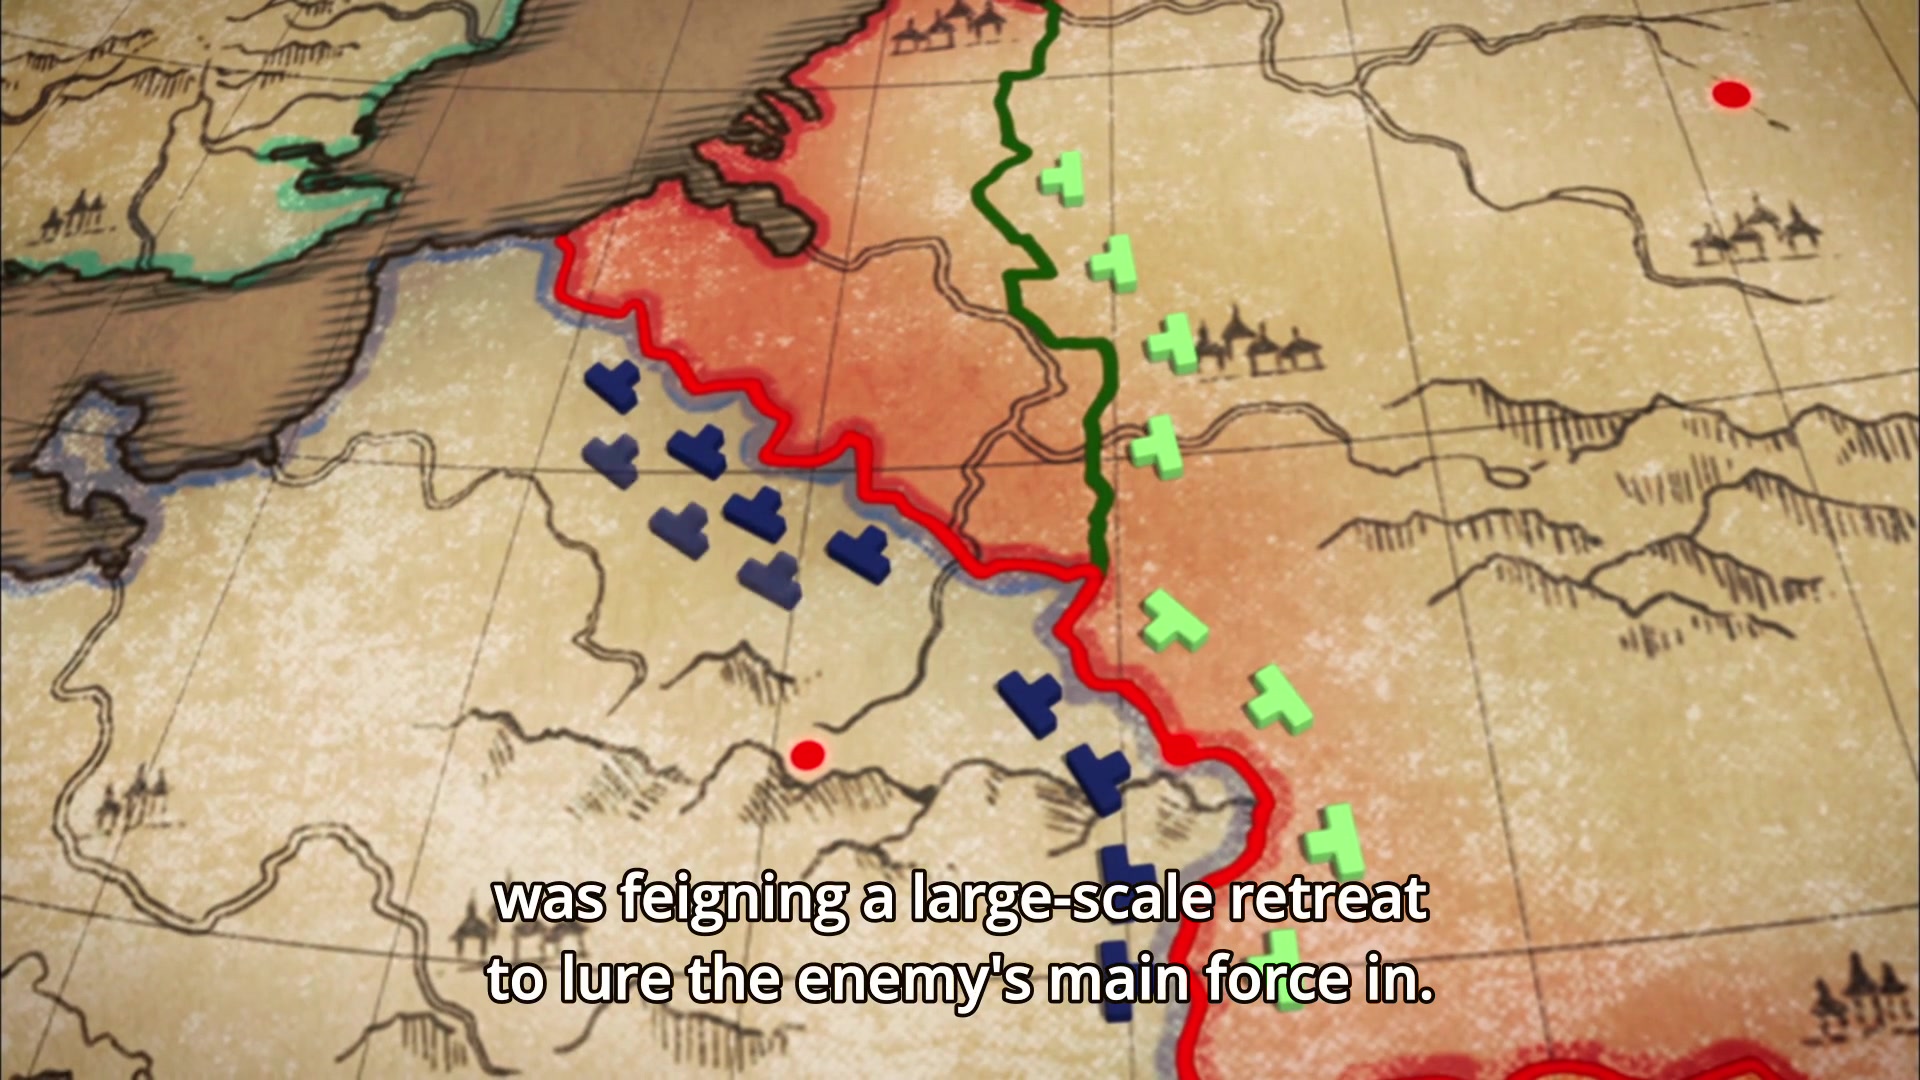 was feigning a large-scale retreat
to lure the enemy's main force in.